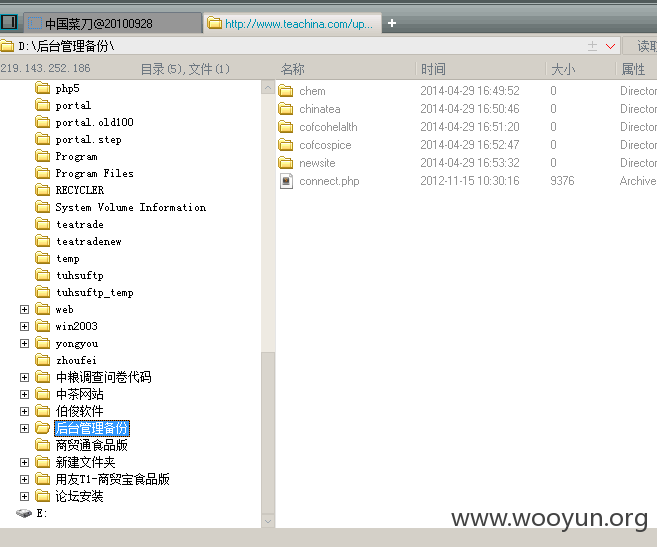 中国菜刀@20100928
http://www.teachina.com/up...
D:\后台管理备份\
读取
219.143.252.186 目录(5),文件(1)
名称 时间 大小 属性
php5
portal
portal.old100
portal.step
Program
Program Files
RECYCLER
System Volume Information
teatrade
teatradenew
temp
tuhsuftp
tuhsuftp_temp
web
win2003
yongyou
zhoufei
中粮调查问卷代码
中茶网站
伯俊软件
后台管理备份
商贸通食品版
新建文件夹
用友T1-商贸宝食品版
论坛安装
E:
chem 2014-04-29 16:49:52 0 Director
chinatea 2014-04-29 16:50:46 0 Director
cofcohelalth 2014-04-29 16:51:20 0 Director
cofcospice 2014-04-29 16:52:47 0 Director
newsite 2014-04-29 16:53:32 0 Director
connect.php 2012-11-15 10:30:16 9376 Archive
www.wooyun.org